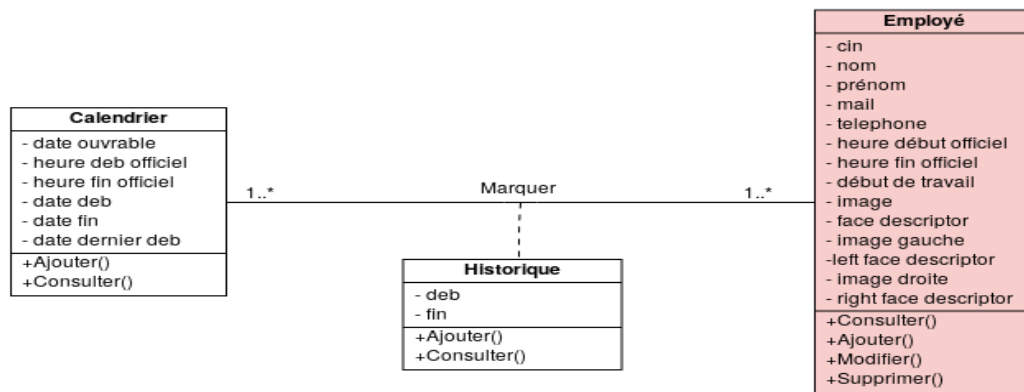 Calendrier
- date ouvrable
- heure deb officiel
- heure fin officiel
- date deb
- date fin
- date dernier deb
+Ajouter()
+Consulter()
1..*
Marquer
1..*
Historique
- deb
- fin
+Ajouter()
+Consulter()
Employé
- cin
- nom
- prénom
- mail
- telephone
- heure début officiel
- heure fin officiel
- début de travail
- image
- face descriptor
- image gauche
-left face descriptor
- image droite
- right face descriptor
+Consulter()
+Ajouter()
+Modifier()
+Supprimer()